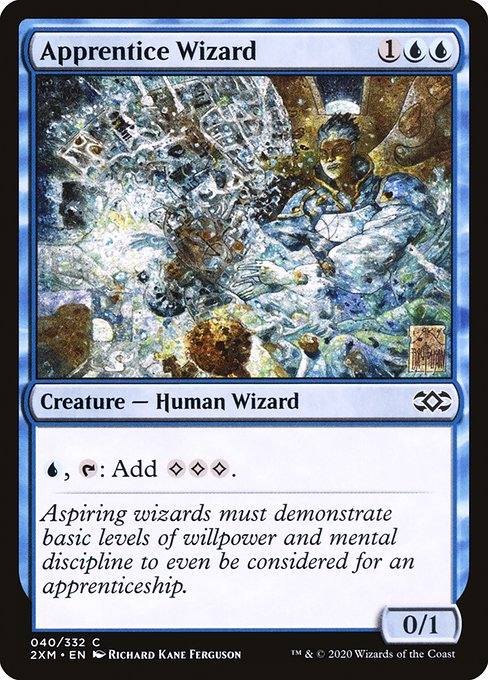 Apprentice Wizard 1
Creature — Human Wizard
, : Add .
Aspiring wizards must demonstrate
basic levels of willpower and mental
discipline to even be considered for an
apprenticeship.
0/1
040/332 C
2XM • EN Richard Kane Ferguson
™ & © 2020 Wizards of the Coast